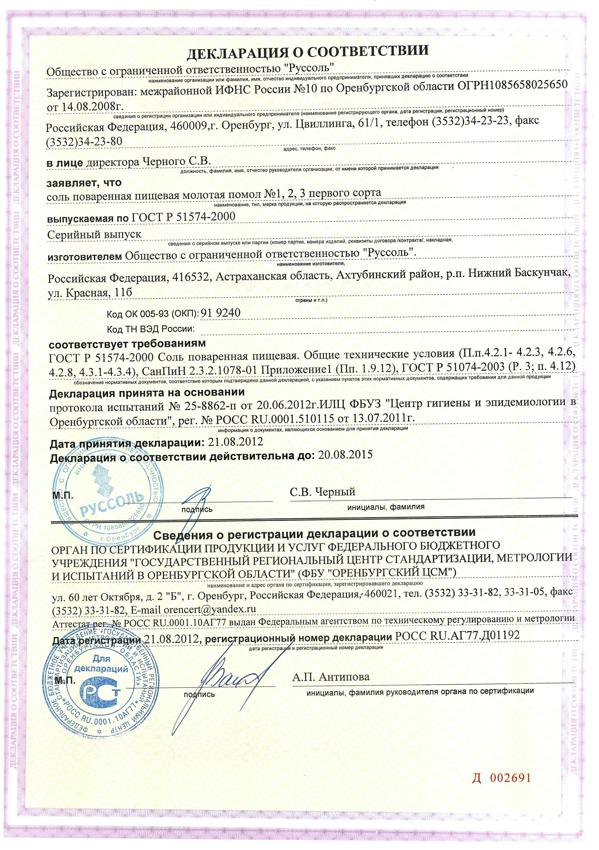 ДЕКЛАРАЦИЯ О СООТВЕТСТВИИ
Общество с ограниченной ответственностью "Руссоль"
наименование организации или фамилия, имя, отчество индивидуального предпринимателя, принявших декларацию о соответствии
Зарегистрирован: межрайонной ИФНС России №10 по Оренбургской области ОГРН1085658025650
от 14.08.2008г.
сведения о регистрации организации или индивидуального предпринимателя (наименование регистрирующего органа, дата регистрации, регистрационный номер)
Российская Федерация, 460009,г. Оренбург, ул. Цвиллинга, 61/1, телефон (3532)34-23-23, факс
(3532)34-23-80
адрес, телефон, факс
в лице директора Черного С.В.
должность, фамилия, имя, отчество руководителя организации, от имени которой принимается декларация
заявляет, что
соль поваренная пищевая молотая помол №1, 2, 3 первого сорта
наименование, тип, марка продукции, на которую распространяется декларация
выпускаемая по ГОСТ Р 51574-2000
Серийный выпуск
сведения о серийном выпуске или партии (номер партии, номера изделий, реквизиты договора /контракта/, накладная,
изготовителем Общество с ограниченной ответственностью "Руссоль".
наименование изготовителя,
Российская Федерация, 416532, Астраханская область, Ахтубинский район, р.п. Нижний Баскунчак,
ул. Красная, 11б
страны и т.п.)
Код ОК 005-93 (ОКП): 91 9240
Код ТН ВЭД России:
соответствует требованиям
ГОСТ Р 51574-2000 Соль поваренная пищевая. Общие технические условия (П.п.4.2.1- 4.2.3, 4.2.6,
4.2.8, 4.3.1-4.3.4), СанПиН 2.3.2.1078-01 Приложение1 (Пп. 1.9.12), ГОСТ Р 51074-2003 (Р. 3; п. 4.12)
обозначение нормативных документов, соответствие которым подтверждено данной декларацией, с указанием пунктов этих нормативных документов, содержащих требования для данной продукции
Декларация принята на основании
протокола испытаний № 25-8862-п от 20.06.2012г.ИЛЦ ФБУЗ "Центр гигиены и эпидемиологии в
Оренбургской области", рег. № РОСС RU.0001.510115 от 13.07.2011г.
информация о документах, являющихся основанием для принятия декларации
Дата принятия декларации: 21.08.2012
Декларация о соответствии действительна до: 20.08.2015
М.П.
С.В. Черный
подпись
инициалы, фамилия
РУССОЛЬ
г.Оренбург
Сведения о регистрации декларации о соответствии
ОРГАН ПО СЕРТИФИКАЦИИ ПРОДУКЦИИ И УСЛУГ ФЕДЕРАЛЬНОГО БЮДЖЕТНОГО
УЧРЕЖДЕНИЯ "ГОСУДАРСТВЕННЫЙ РЕГИОНАЛЬНЫЙ ЦЕНТР СТАНДАРТИЗАЦИИ, МЕТРОЛОГИИ
И ИСПЫТАНИЙ В ОРЕНБУРГСКОЙ ОБЛАСТИ" (ФБУ "ОРЕНБУРГСКИЙ ЦСМ")
наименование и адрес органа по сертификации, зарегистрировавшего декларацию
ул. 60 лет Октября, д. 2 "Б", г. Оренбург, Российская Федерация, 460021, тел. (3532) 33-31-82, 33-31-05, факс
(3532) 33-31-82, E-mail orencert@yandex.ru
Аттестат рег. № РОСС RU.0001.10АГ77 выдан Федеральным агентством по техническому регулированию и метрологии
Дата регистрации 21.08.2012, регистрационный номер декларации РОСС RU.АГ77.Д01192
дата регистрации и регистрационный номер декларации
М.П.
А.П. Антипова
подпись
инициалы, фамилия руководителя органа по сертификации
Для
деклараций
РОСС RU.0001.10АГ77
Д 002691
ДЕКЛАРАЦИЯ О СООТВЕТСТВИИ